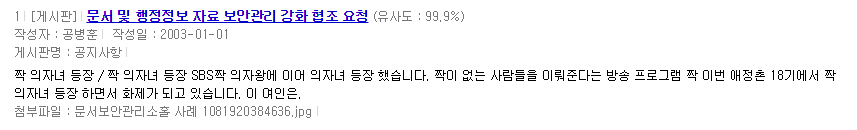 1 [게시판] 문서 및 행정정보 자료 보안관리 강화 협조 요청 (유사도 : 99.9%)
작성자 : 공병훈 작성일 : 2003-01-01
게시판명 : 공지사항
짝 의자녀 등장 / 짝 의자녀 등장 SBS짝 의자왕에 이어 의자녀 등장 했습니다. 짝이 없는 사람들을 이뤄준다는 방송 프로그램 짝 이번 애정촌 18기에서 짝
의자녀 등장 하면서 화제가 되고 있습니다. 이 여인은.
첨부파일 : 문서보안관리소홀 사례 1081920384636.jpg